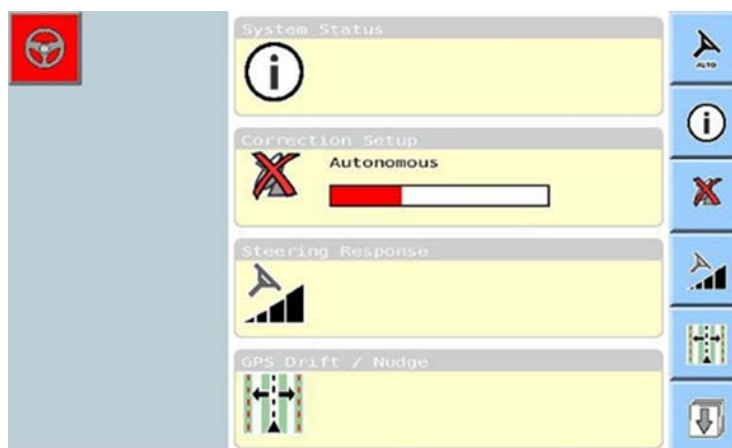 System Status
Correction Setup
Autonomous
Steering Response
GPS Drift / Nudge
AUTO